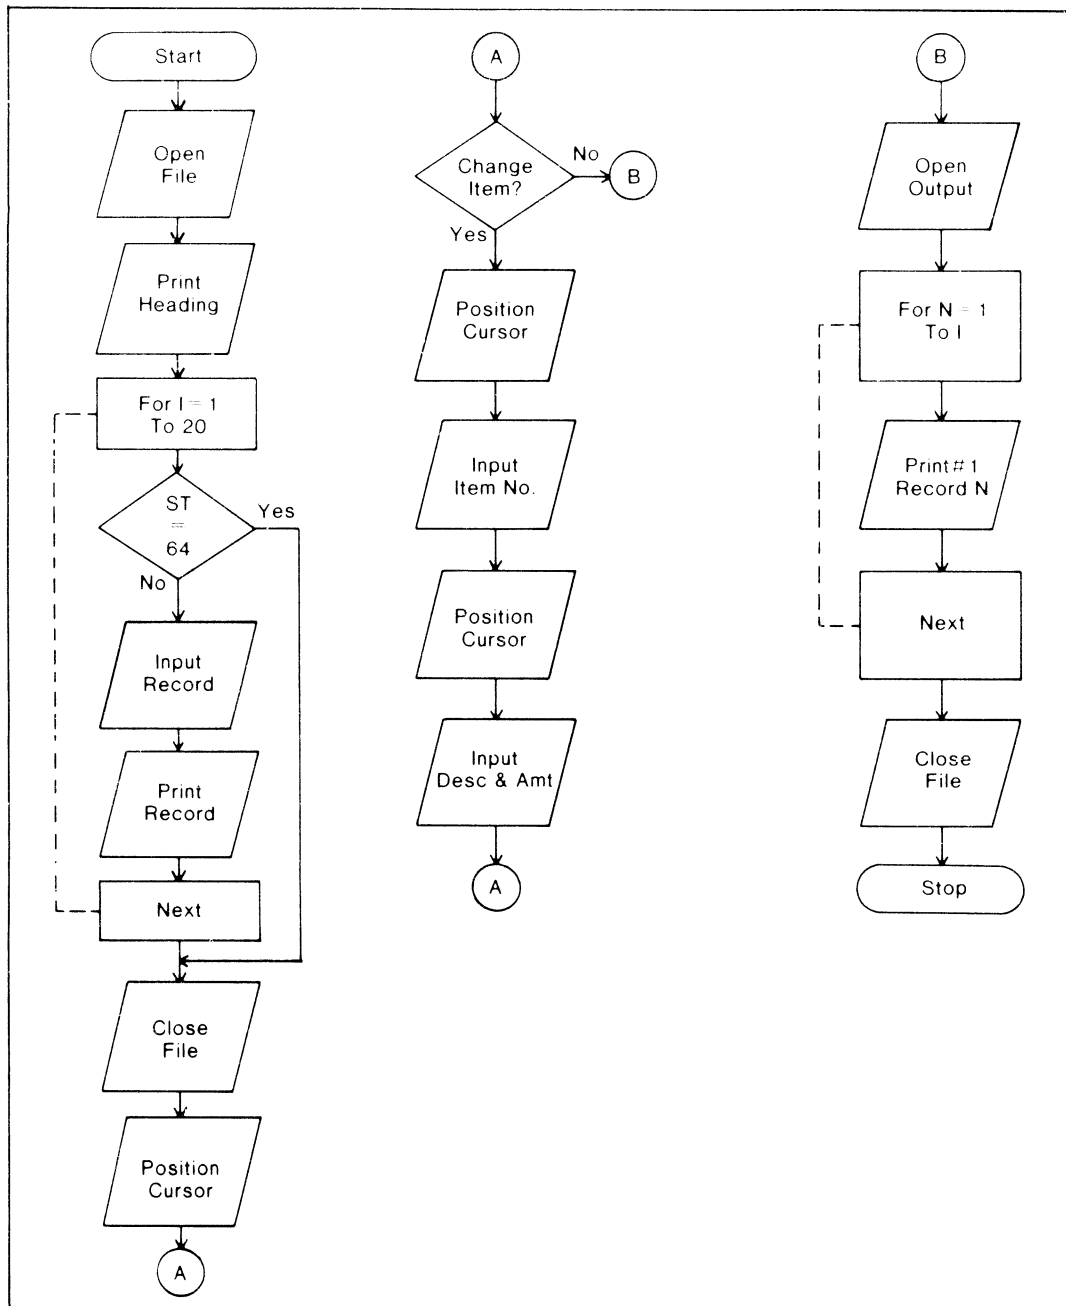 Start
Open
File
Print
Heading
For I = 1
To 20
ST
=
64
Yes
No
Input
Record
Print
Record
Next
Close
File
Position
Cursor
A
A
Change
Item?
No
B
Yes
Position
Cursor
Input
Item No.
Position
Cursor
Input
Desc & Amt
A
B
Open
Output
For N = 1
To I
Print#1
Record N
Next
Close
File
Stop